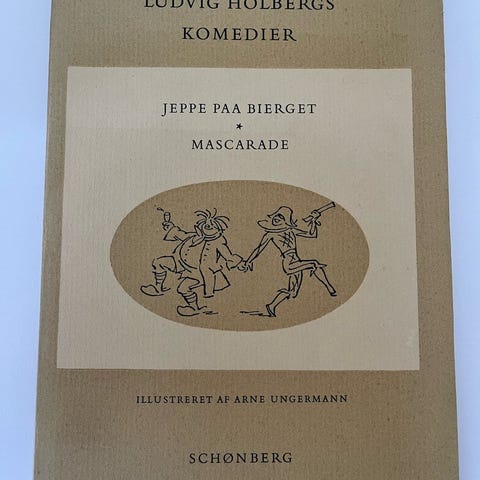 LUDVIG HOLBERGS
KOMEDIER
JEPPE PAA BIERGET
*
MASCARADE
ILLUSTRERET AF ARNE UNGERMANN
SCHØNBERG